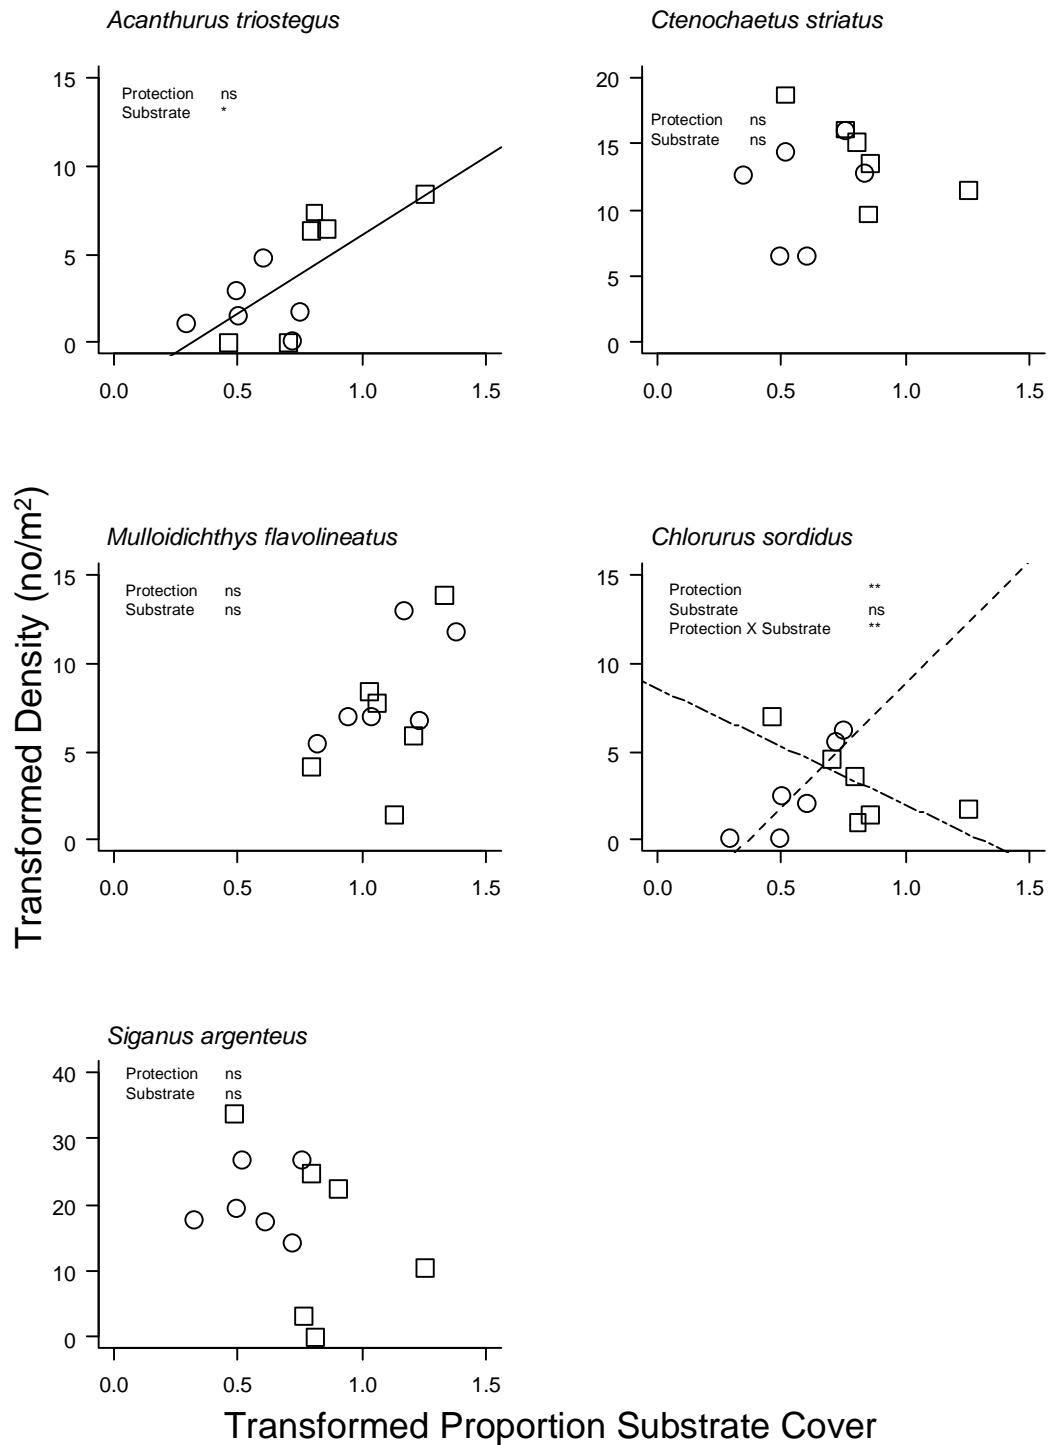 Acanthurus triostegus
15
10
5
0
Protection ns
Substrate *
0.0 0.5 1.0 1.5
Ctenochaetus striatus
20
15
10
5
0
Protection ns
Substrate ns
0.0 0.5 1.0 1.5
Transformed Density (no/m²)
Mulloidichthys flavolineatus
15
10
5
0
Protection ns
Substrate ns
0.0 0.5 1.0 1.5
Chlorurus sordidus
15
10
5
0
Protection **
Substrate ns
Protection X Substrate **
0.0 0.5 1.0 1.5
Siganus argenteus
40
30
20
10
0
Protection ns
Substrate ns
0.0 0.5 1.0 1.5
Transformed Proportion Substrate Cover